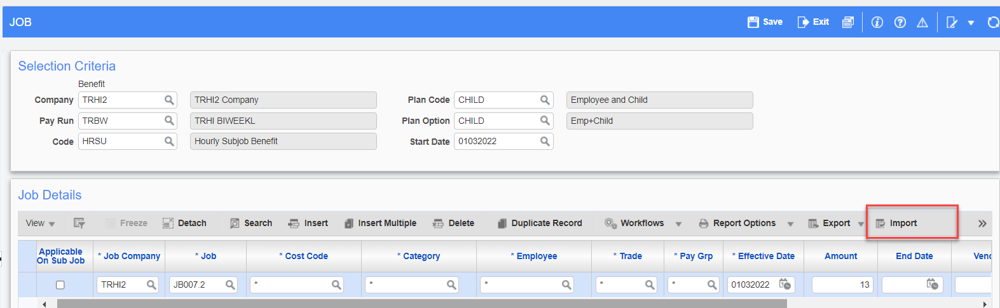 JOB Save Exit
Selection Criteria
Benefit
Company TRHI2 TRHI2 Company Plan Code CHILD Employee and Child
Pay Run TRBW TRHI BIWEEKL Plan Option CHILD Emp+Child
Code HRSU Hourly Subjob Benefit Start Date 01032022
Job Details
View Freeze Detach Search Insert Insert Multiple Delete Duplicate Record Workflows Report Options Export Import
Applicable
On Sub Job * Job Company * Job * Cost Code * Category * Employee * Trade * Pay Grp * Effective Date Amount End Date
TRHI2 JB007.2 * * * * * 01032022 13